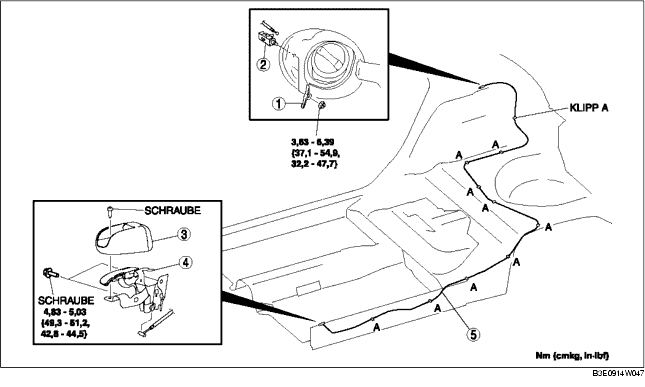 2
1
3,63 - 5,39
{37,1 - 54,9,
32,2 - 47,7}
KLIPP A
A
A
A
A
A
A
A
A
A
SCHRAUBE
3
4
SCHRAUBE
4,83 - 5,03
{49,3 - 51,2,
42,8 - 44,5}
5
Nm {cmkg, in·lbf}
B3E0914W047